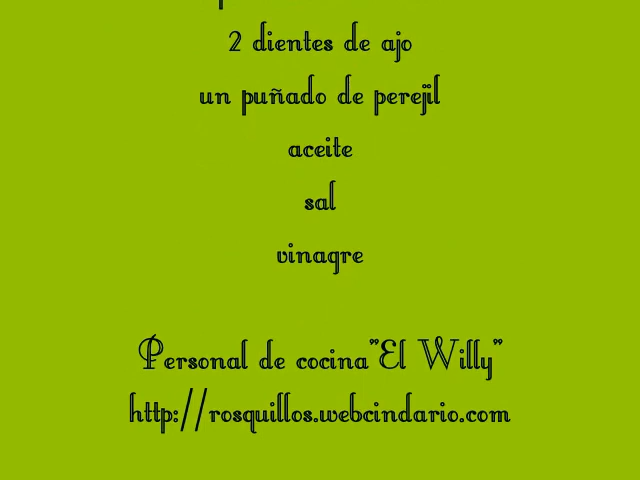 2 dientes de ajo
un puñado de perejil
aceite
sal
vinagre
Personal de cocina"El Willy"
http://rosquillos.webcindario.com